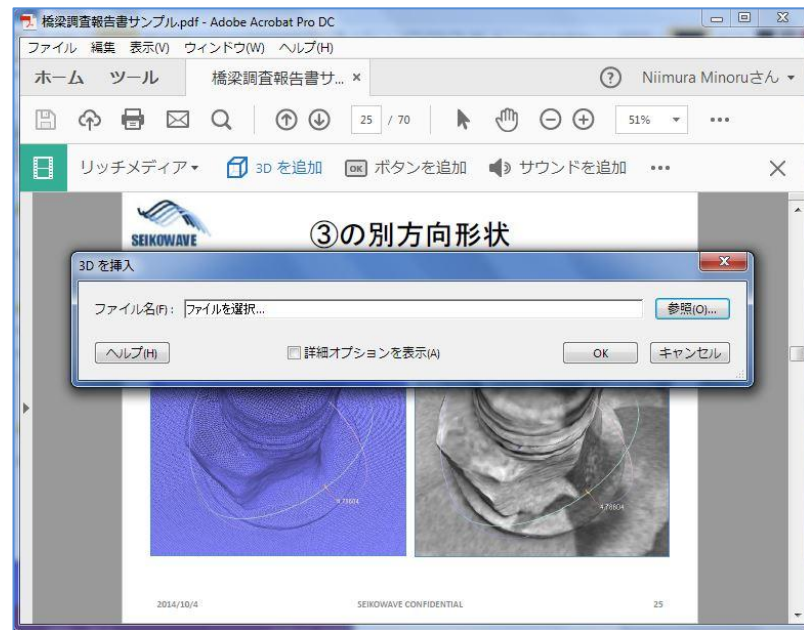 橋梁調査報告書サンプル.pdf - Adobe Acrobat Pro DC
ファイル 編集 表示(V) ウィンドウ(W) ヘルプ(H)
ホーム ツール 橋梁調査報告書サ... × ? Niimura Minoruさん
25 / 70 51%
リッチメディア 3D を追加 OK ボタンを追加 サウンドを追加
SEIKOWAVE
③の別方向形状
3D を挿入
ファイル名(F): ファイルを選択... 参照(O)...
ヘルプ(H) 詳細オプションを表示(A) OK キャンセル
4.78604 4.78604
2014/10/4 SEIKOWAVE CONFIDENTIAL 25